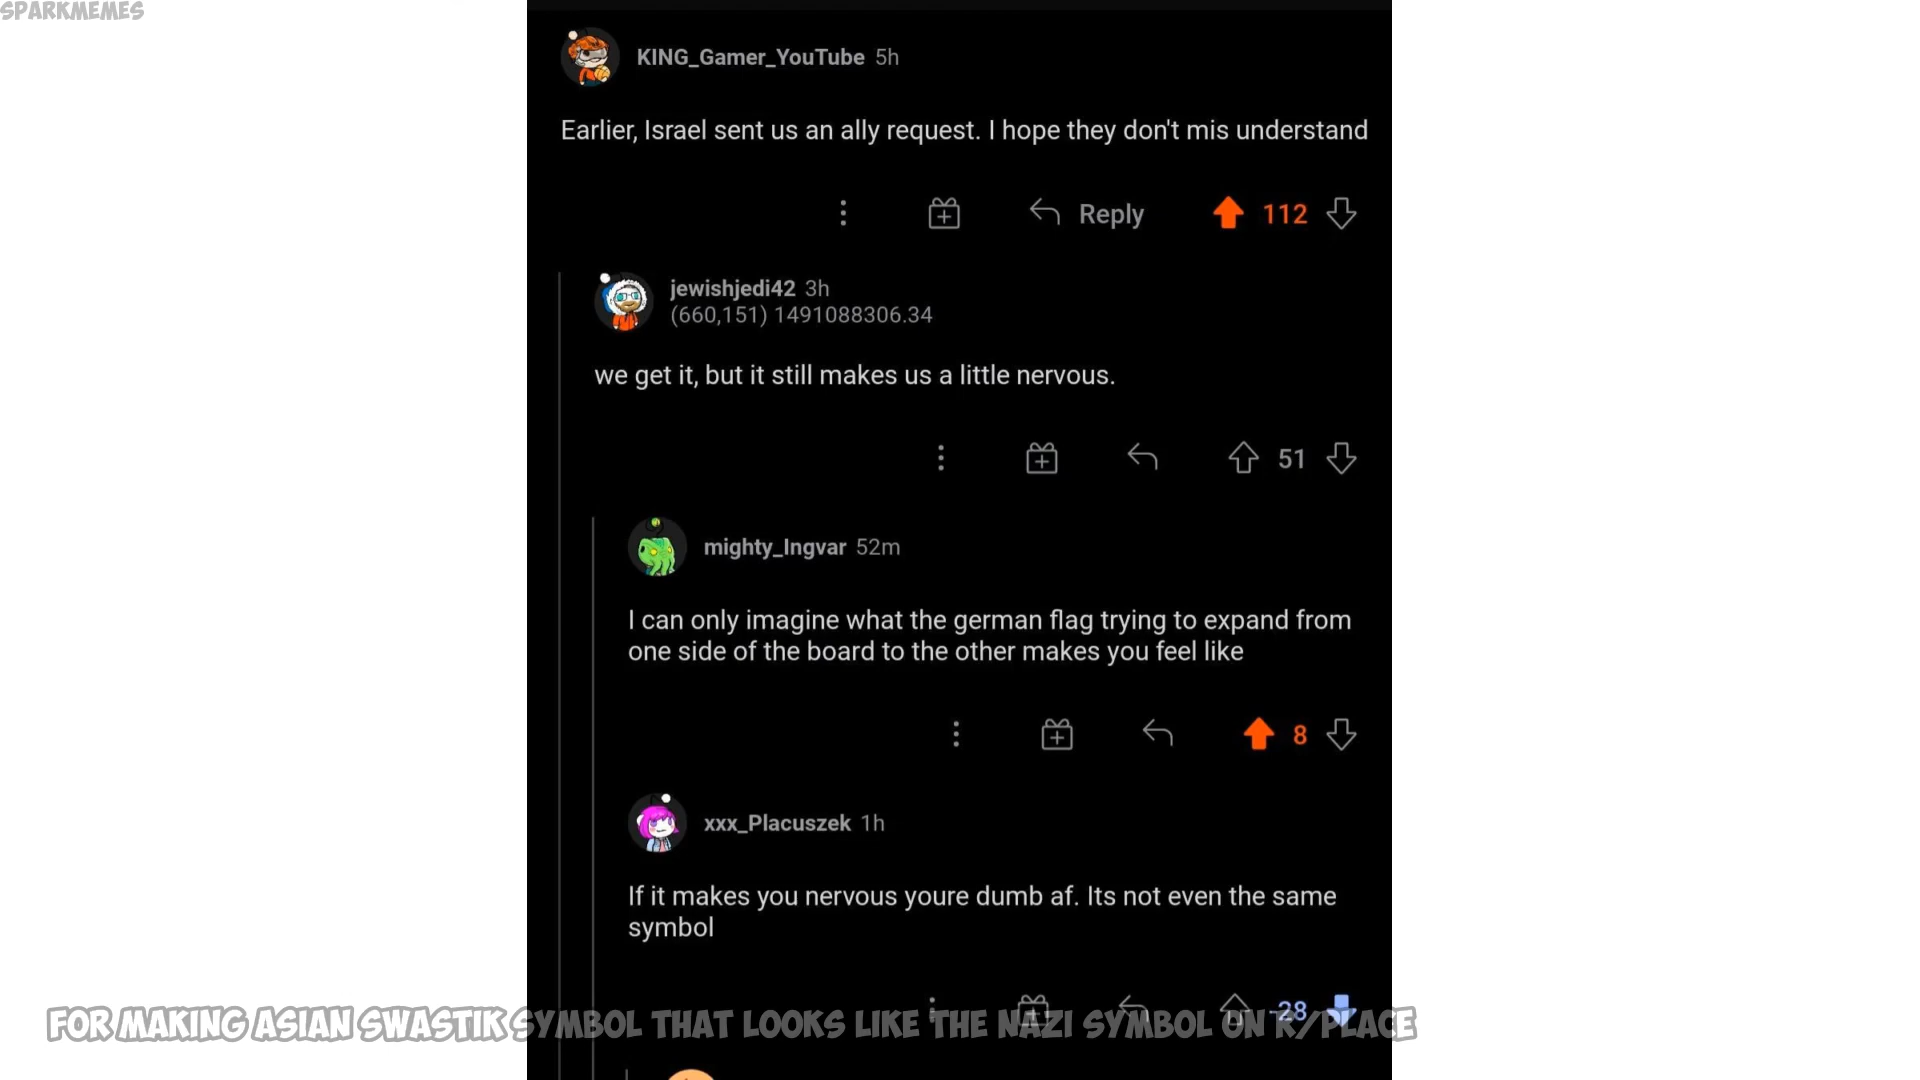 SPARKMEMES
KING_Gamer_YouTube 5h
Earlier, Israel sent us an ally request. I hope they don't mis understand
Reply 112
jewishjedi42 3h
(660,151) 1491088306.34
we get it, but it still makes us a little nervous.
51
mighty_Ingvar 52m
I can only imagine what the german flag trying to expand from
one side of the board to the other makes you feel like
8
xxx_Placuszek 1h
If it makes you nervous youre dumb af. Its not even the same
symbol
-28
FOR MAKING ASIAN SWASTIK SYMBOL THAT LOOKS LIKE THE NAZI SYMBOL ON R/PLACE